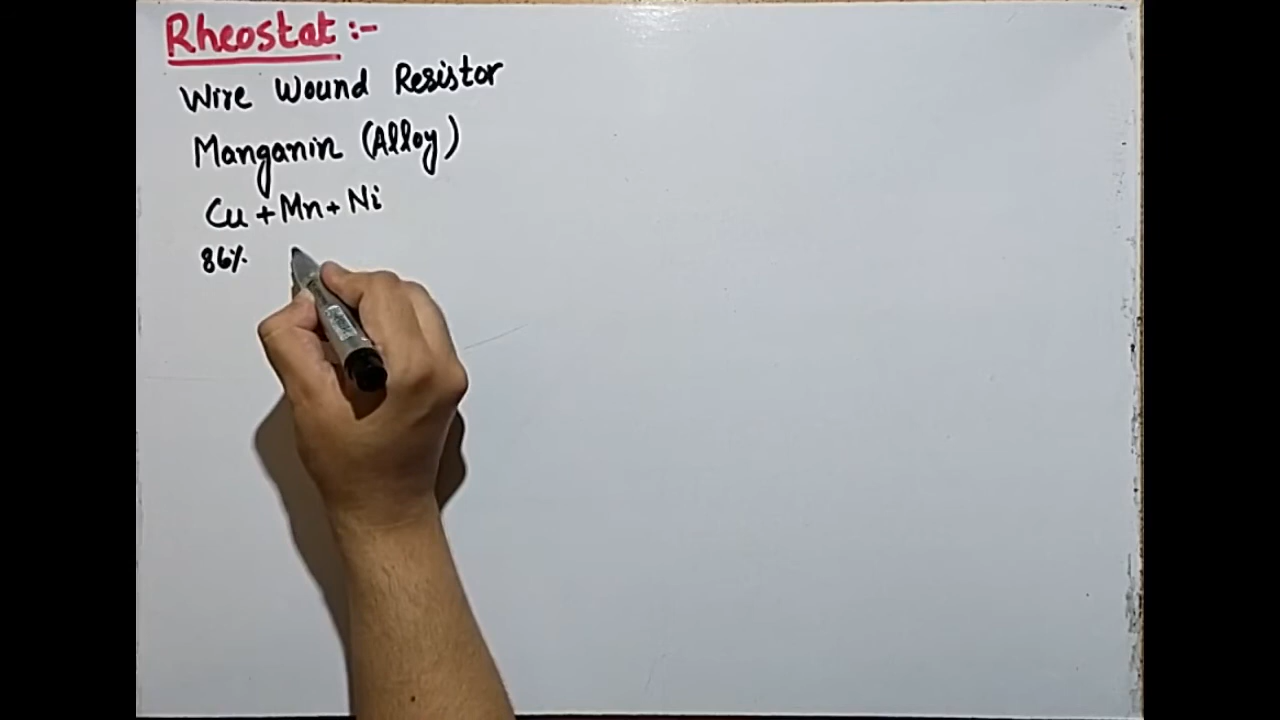 Rheostat :-
Wire Wound Resistor
Manganin (Alloy)
Cu + Mn + Ni
86%